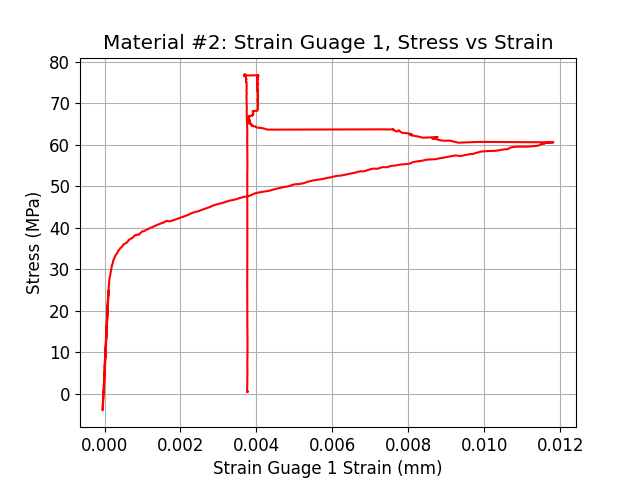 Material #2: Strain Guage 1, Stress vs Strain
80
70
60
50
40
30
20
10
0
Stress (MPa)
0.000 0.002 0.004 0.006 0.008 0.010 0.012
Strain Guage 1 Strain (mm)